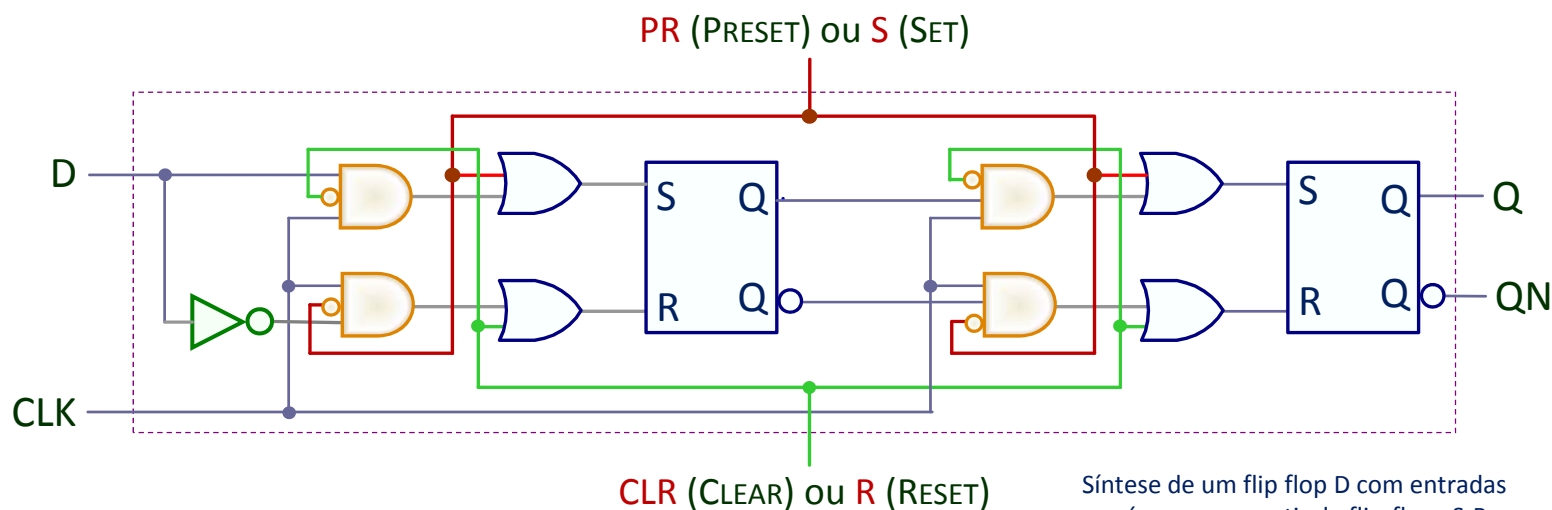 PR (PRESET) ou S (SET)
D
S
Q
S
Q
Q
R
Q
R
Q
QN
CLK
CLR (CLEAR) ou R (RESET)
Síntese de um flip flop D com entradas